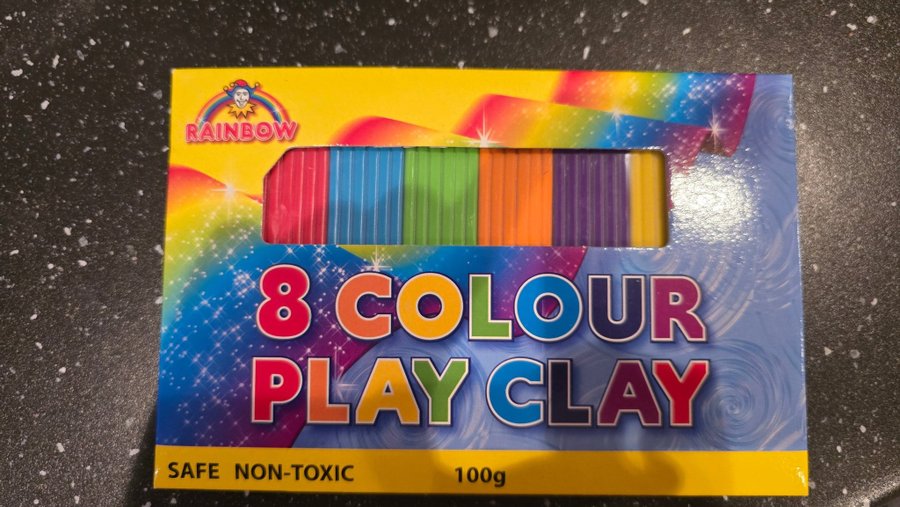 RAINBOW
8 COLOUR
PLAY CLAY
SAFE NON-TOXIC 100g